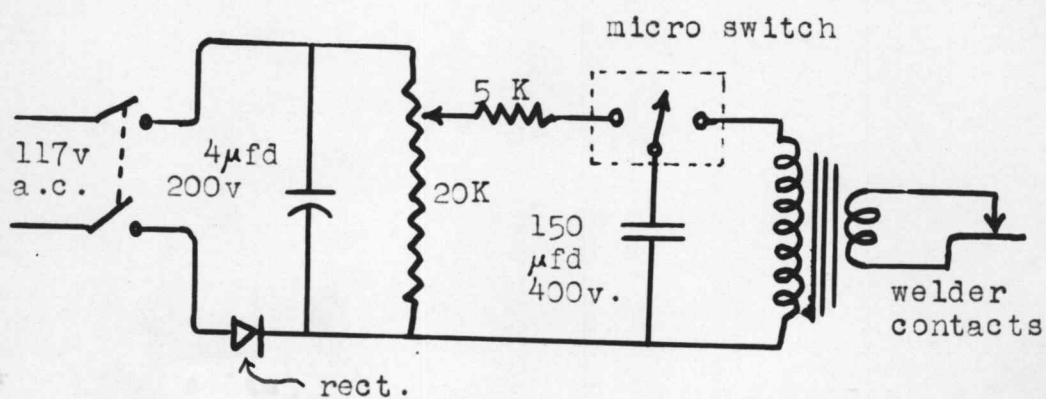 micro switch
5 K
117v
a.c.
4μfd
200v
20K
150
μfd
400v.
welder
contacts
rect.